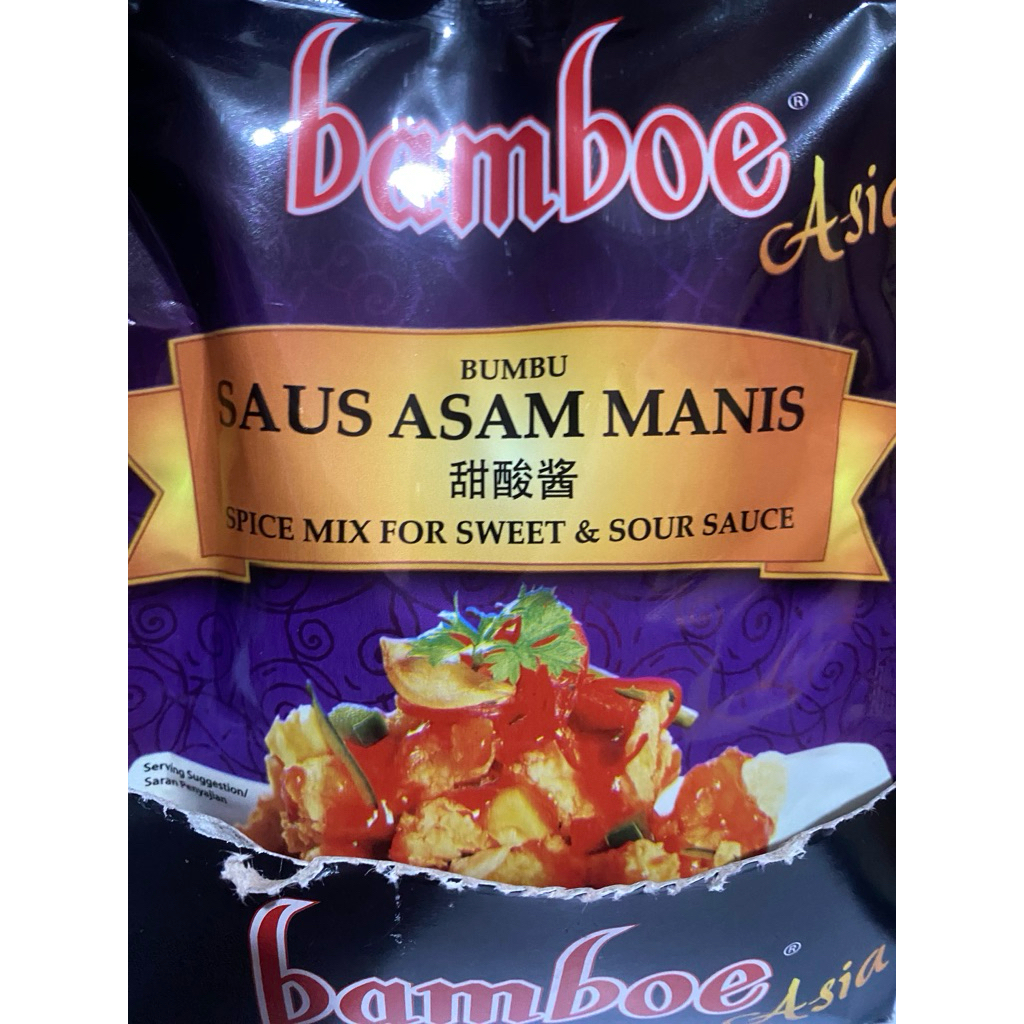 bamboe®
Asia
BUMBU
SAUS ASAM MANIS
甜酸酱
SPICE MIX FOR SWEET & SOUR SAUCE
Serving Suggestion/
Saran Penyajian
bamboe®
Asia